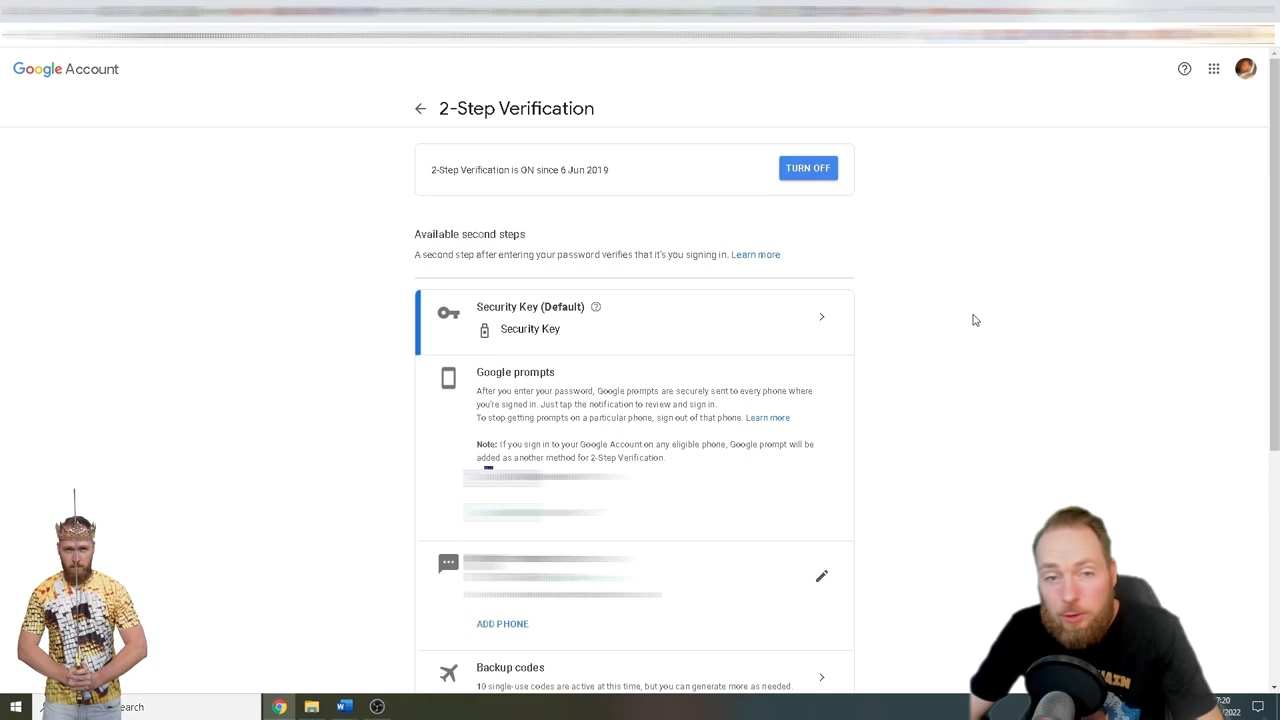 Google Account
2-Step Verification
2-Step Verification is ON since 6 Jun 2019
TURN OFF
Available second steps
A second step after entering your password verifies that it's you signing in. Learn more
Security Key (Default)
Security Key
Google prompts
After you enter your password, Google prompts are securely sent to every phone where
you're signed in. Just tap the notification to review and sign in.
To stop getting prompts on a particular phone, sign out of that phone. Learn more
Note: If you sign in to your Google Account on any eligible phone, Google prompt will be
added as another method for 2-Step Verification.
ADD PHONE
Backup codes
10 single-use codes are active at this time, but you can generate more as needed.
earch
7:20
2022